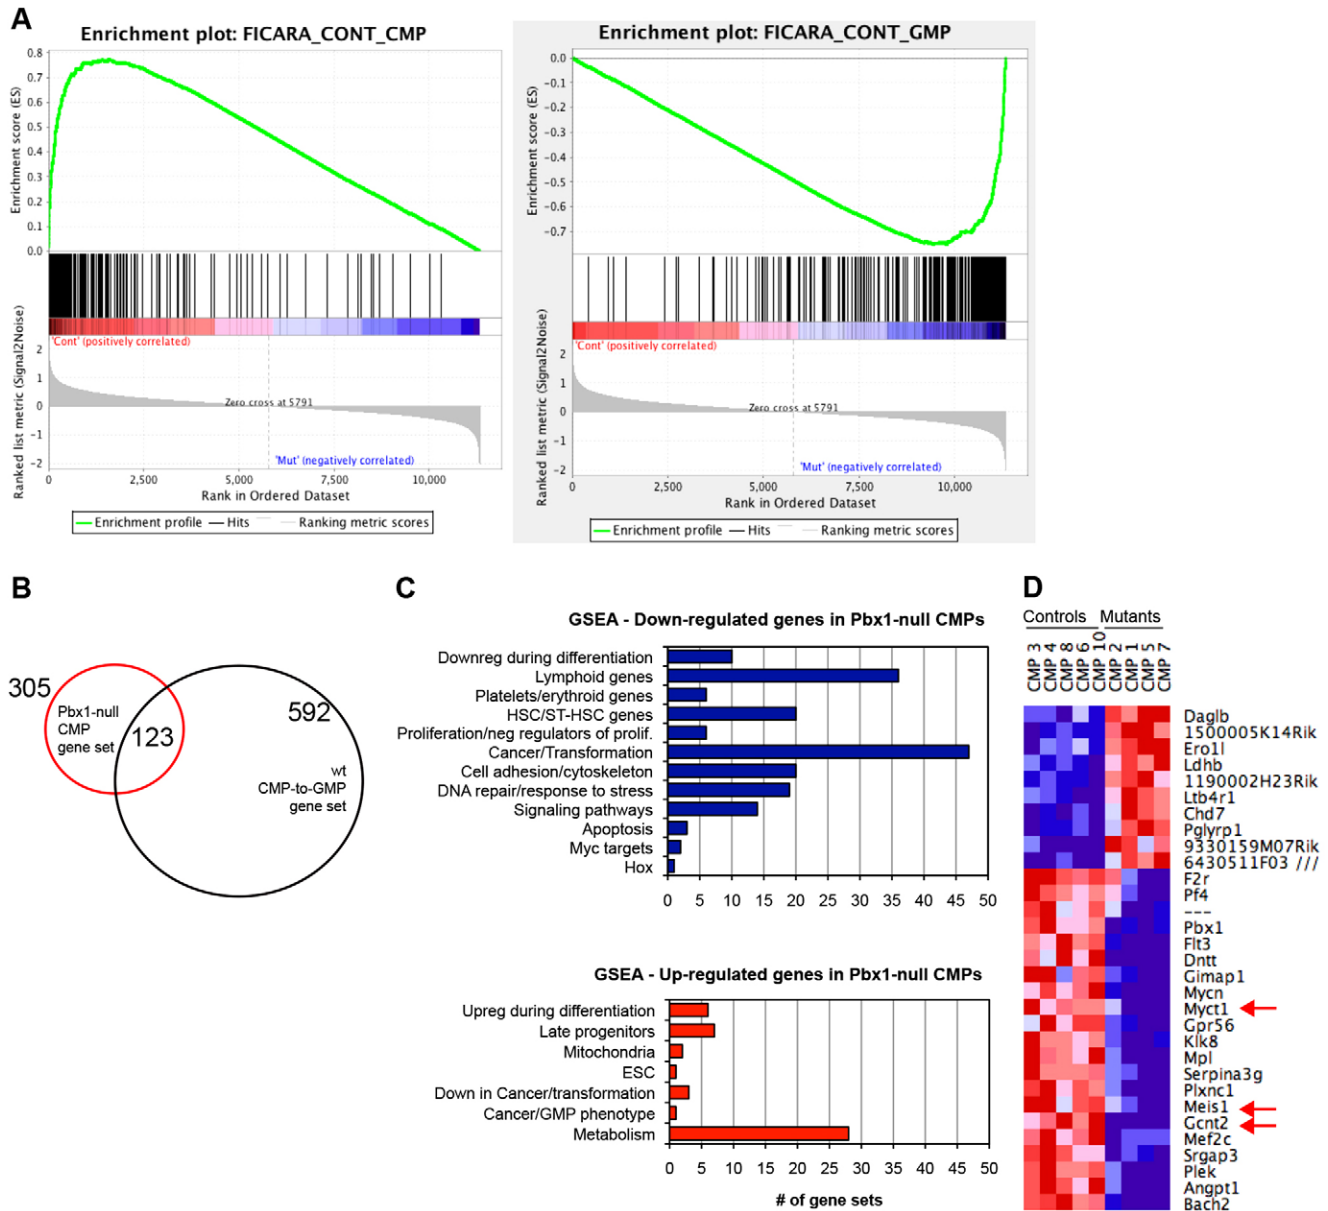 A
Enrichment plot: FICARA_CONT_CMP
Enrichment score (ES)
0.8
0.7
0.6
0.5
0.4
0.3
0.2
0.1
0.0
'Cont' (positively correlated)
Ranked list metric (Signal2Noise)
2
1
0
-1
-2
Zero cross at 5791
'Mut' (negatively correlated)
0 2,500 5,000 7,500 10,000
Rank in Ordered Dataset
Enrichment profile Hits Ranking metric scores
Enrichment plot: FICARA_CONT_GMP
Enrichment score (ES)
0.0
-0.1
-0.2
-0.3
-0.4
-0.5
-0.6
-0.7
'Cont' (positively correlated)
Ranked list metric (Signal2Noise)
2
1
0
-1
-2
Zero cross at 5791
'Mut' (negatively correlated)
0 2,500 5,000 7,500 10,000
Rank in Ordered Dataset
Enrichment profile Hits Ranking metric scores
B
305
Pbx1-null
CMP
gene set
123
592
wt
CMP-to-GMP
gene set
C
GSEA - Down-regulated genes in Pbx1-null CMPs
Downreg during differentiation
Lymphoid genes
Platelets/erythroid genes
HSC/ST-HSC genes
Proliferation/neg regulators of prolif.
Cancer/Transformation
Cell adhesion/cytoskeleton
DNA repair/response to stress
Signaling pathways
Apoptosis
Myc targets
Hox
0 5 10 15 20 25 30 35 40 45 50
GSEA - Up-regulated genes in Pbx1-null CMPs
Upreg during differentiation
Late progenitors
Mitochondria
ESC
Down in Cancer/transformation
Cancer/GMP phenotype
Metabolism
0 5 10 15 20 25 30 35 40 45 50
# of gene sets
D
Controls Mutants
CMP 3
CMP 4
CMP 8
CMP 6
CMP 10
CMP 2
CMP 1
CMP 5
CMP 7
Daglb
1500005K14Rik
Ero1l
Ldhb
1190002H23Rik
Ltb4r1
Chd7
Pglyrp1
9330159M07Rik
6430511F03 ///
F2r
Pf4
---
Pbx1
Flt3
Dntt
Gimap1
Mycn
Myct1
Gpr56
Klk8
Mpl
Serpina3g
Plxnc1
Meis1
Gcnt2
Mef2c
Srgap3
Plek
Angpt1
Bach2